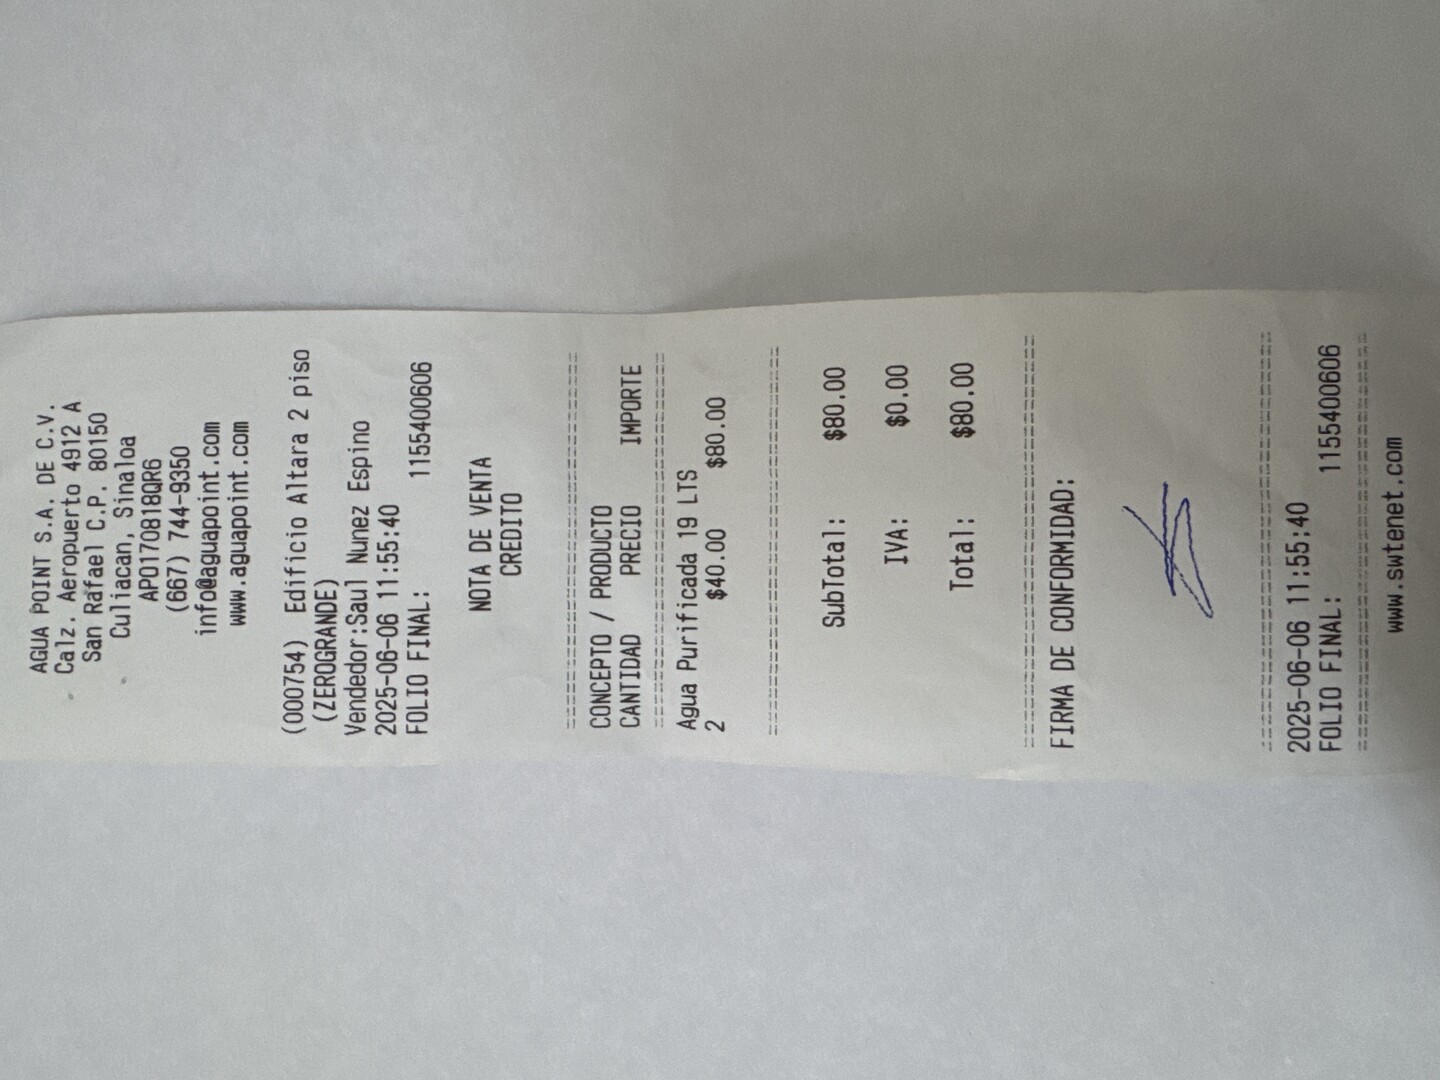 AGUA POINT S.A. DE C.V.
Calz. Aeropuerto 4912 A
San Rafael C.P. 80150
Culiacan, Sinaloa
APO170818QR6
(667) 744-9350
info@aguapoint.com
www.aguapoint.com
(000754) Edificio Altara 2 piso
(ZEROGRANDE)
Vendedor:Saul Nunez Espino
2025-06-06 11:55:40
FOLIO FINAL: 1155400606
NOTA DE VENTA
CREDITO
CONCEPTO / PRODUCTO
CANTIDAD PRECIO IMPORTE
Agua Purificada 19 LTS
2 $40.00 $80.00
SubTotal: $80.00
IVA: $0.00
Total: $80.00
FIRMA DE CONFORMIDAD:
2025-06-06 11:55:40
FOLIO FINAL: 1155400606
www.swtenet.com